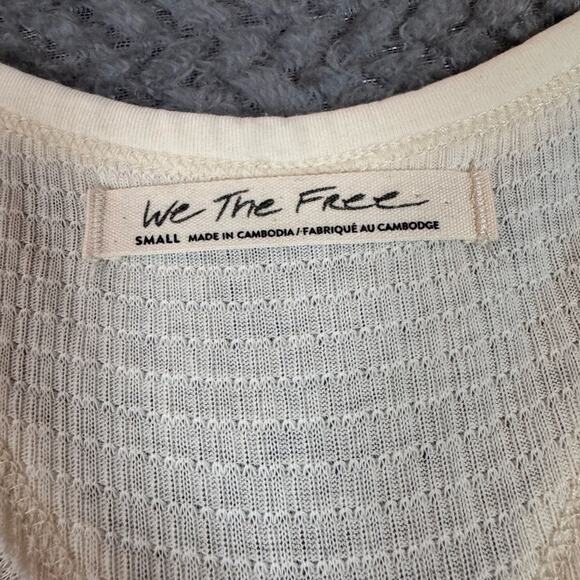 We The Free
SMALL MADE IN CAMBODIA / FABRIQUÉ AU CAMBODGE